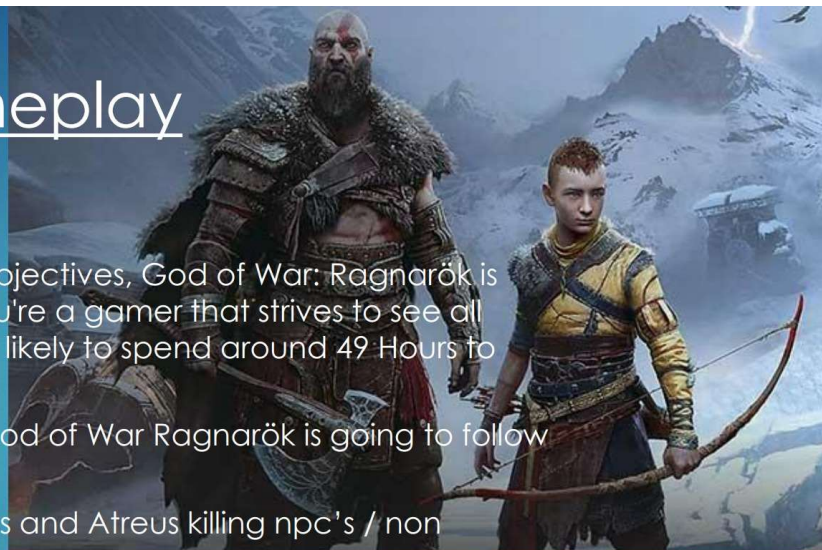 neplay
ojectives, God of War: Ragnarök is
u're a gamer that strives to see all
likely to spend around 49 Hours to
od of War Ragnarök is going to follow
s and Atreus killing npc's / non